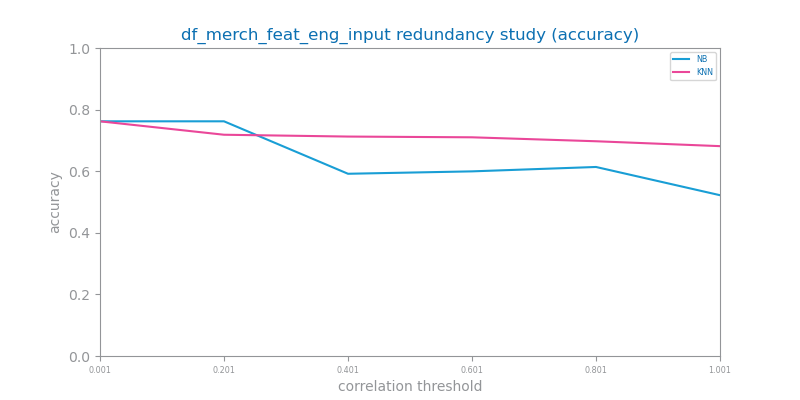 df_merch_feat_eng_input redundancy study (accuracy)
NB
KNN
accuracy
1.0
0.8
0.6
0.4
0.2
0.0
0.001 0.201 0.401 0.601 0.801 1.001
correlation threshold